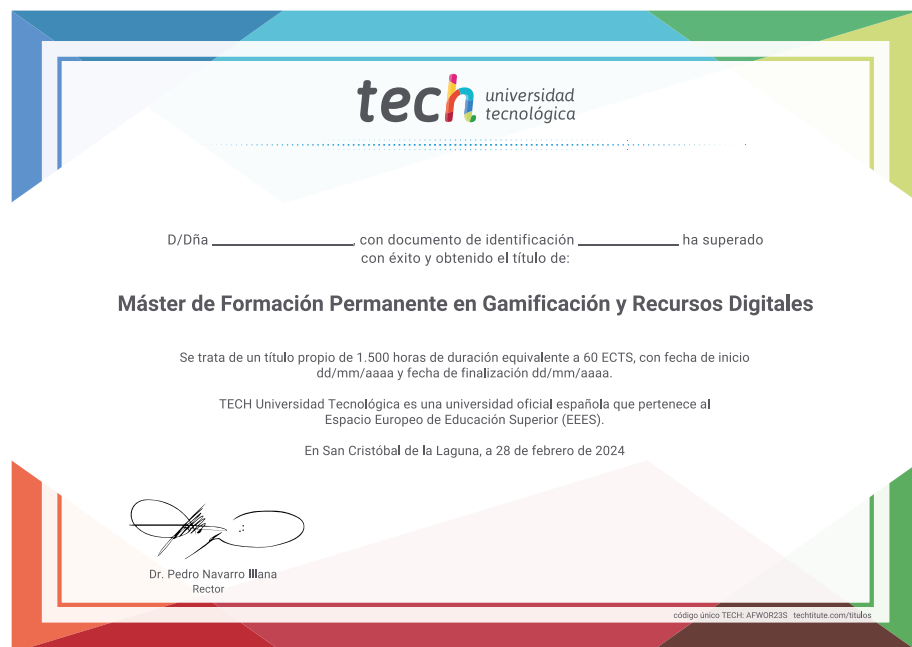 tech universidad
tecnológica
D/Dña , con documento de identificación ha superado
con éxito y obtenido el título de:
Máster de Formación Permanente en Gamificación y Recursos Digitales
Se trata de un título propio de 1.500 horas de duración equivalente a 60 ECTS, con fecha de inicio
dd/mm/aaaa y fecha de finalización dd/mm/aaaa.
TECH Universidad Tecnológica es una universidad oficial española que pertenece al
Espacio Europeo de Educación Superior (EEES).
En San Cristóbal de la Laguna, a 28 de febrero de 2024
Dr. Pedro Navarro Illana
Rector
código único TECH: AFWOR23S techtitute.com/titulos